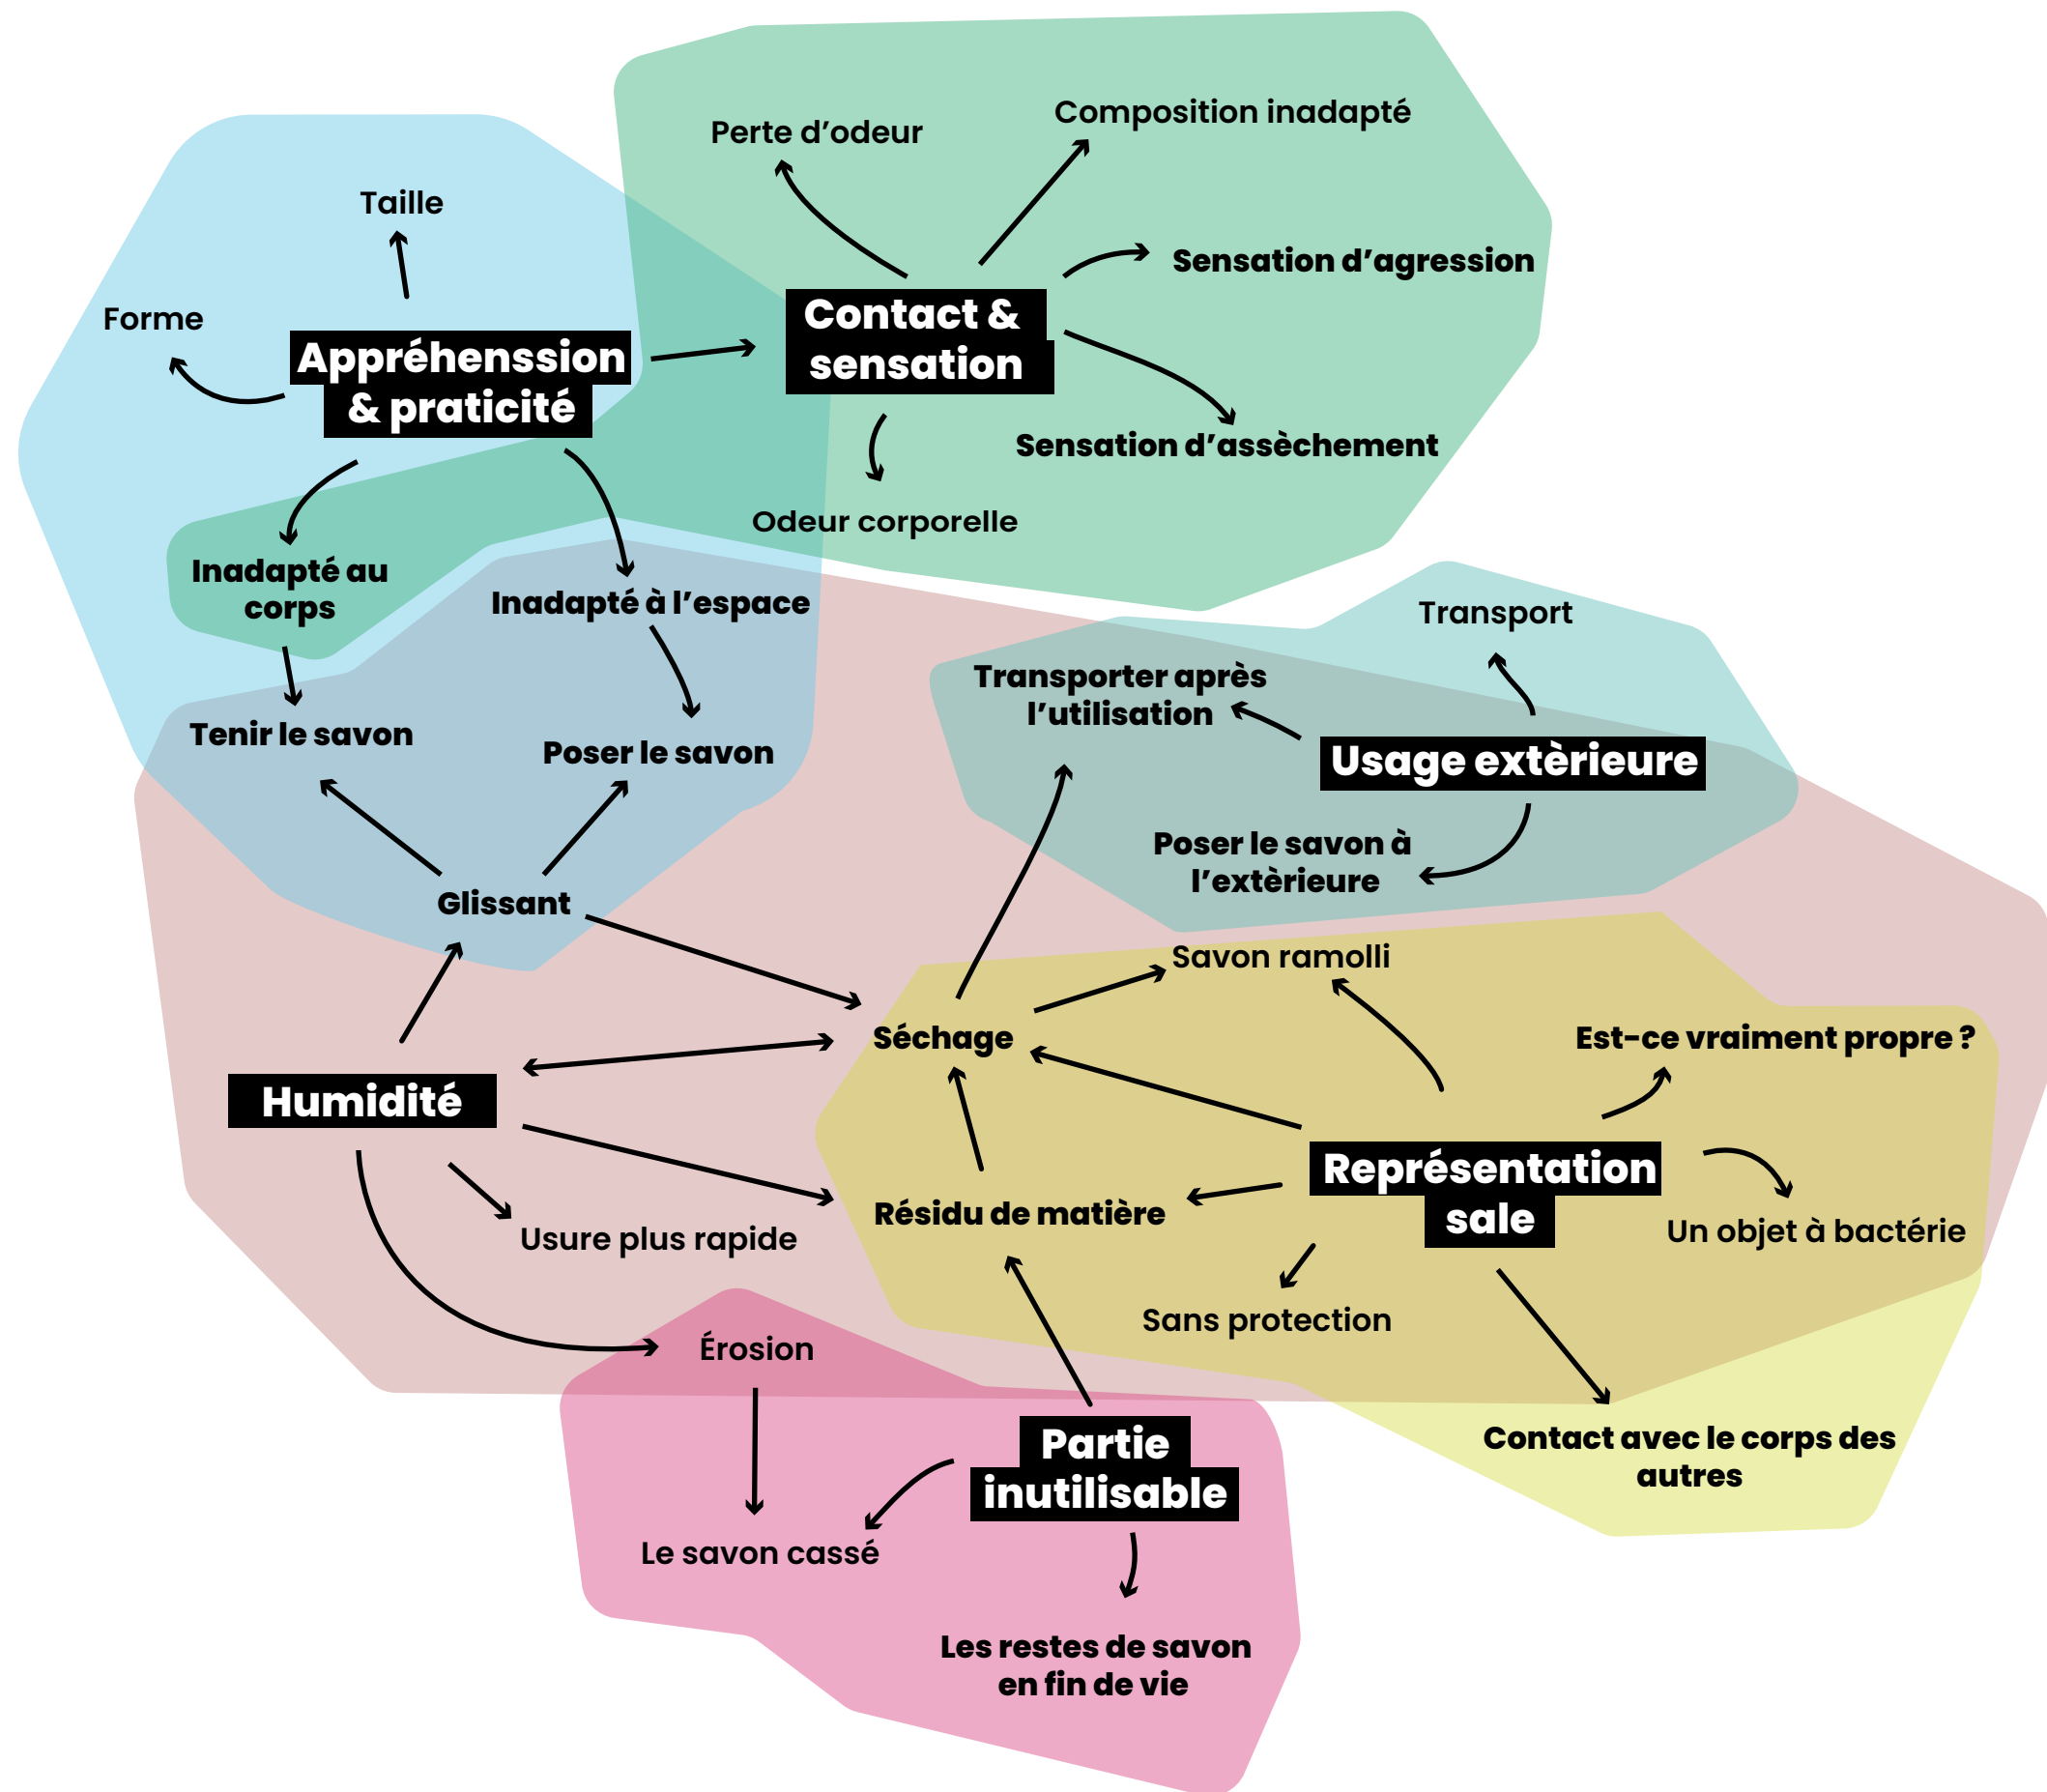 Perte d’odeur
Composition inadapté
Taille
Sensation d’agression
Forme
Contact &
sensation
Appréhenssion
& praticité
Sensation d’assèchement
Odeur corporelle
Inadapté au
corps
Inadapté à l’espace
Transport
Transporter après
l’utilisation
Tenir le savon
Poser le savon
Usage extèrieure
Poser le savon à
l’extèrieure
Glissant
Savon ramolli
Séchage
Est-ce vraiment propre ?
Humidité
Représentation
sale
Résidu de matière
Un objet à bactérie
Usure plus rapide
Sans protection
Érosion
Contact avec le corps des
autres
Partie
inutilisable
Le savon cassé
Les restes de savon
en fin de vie